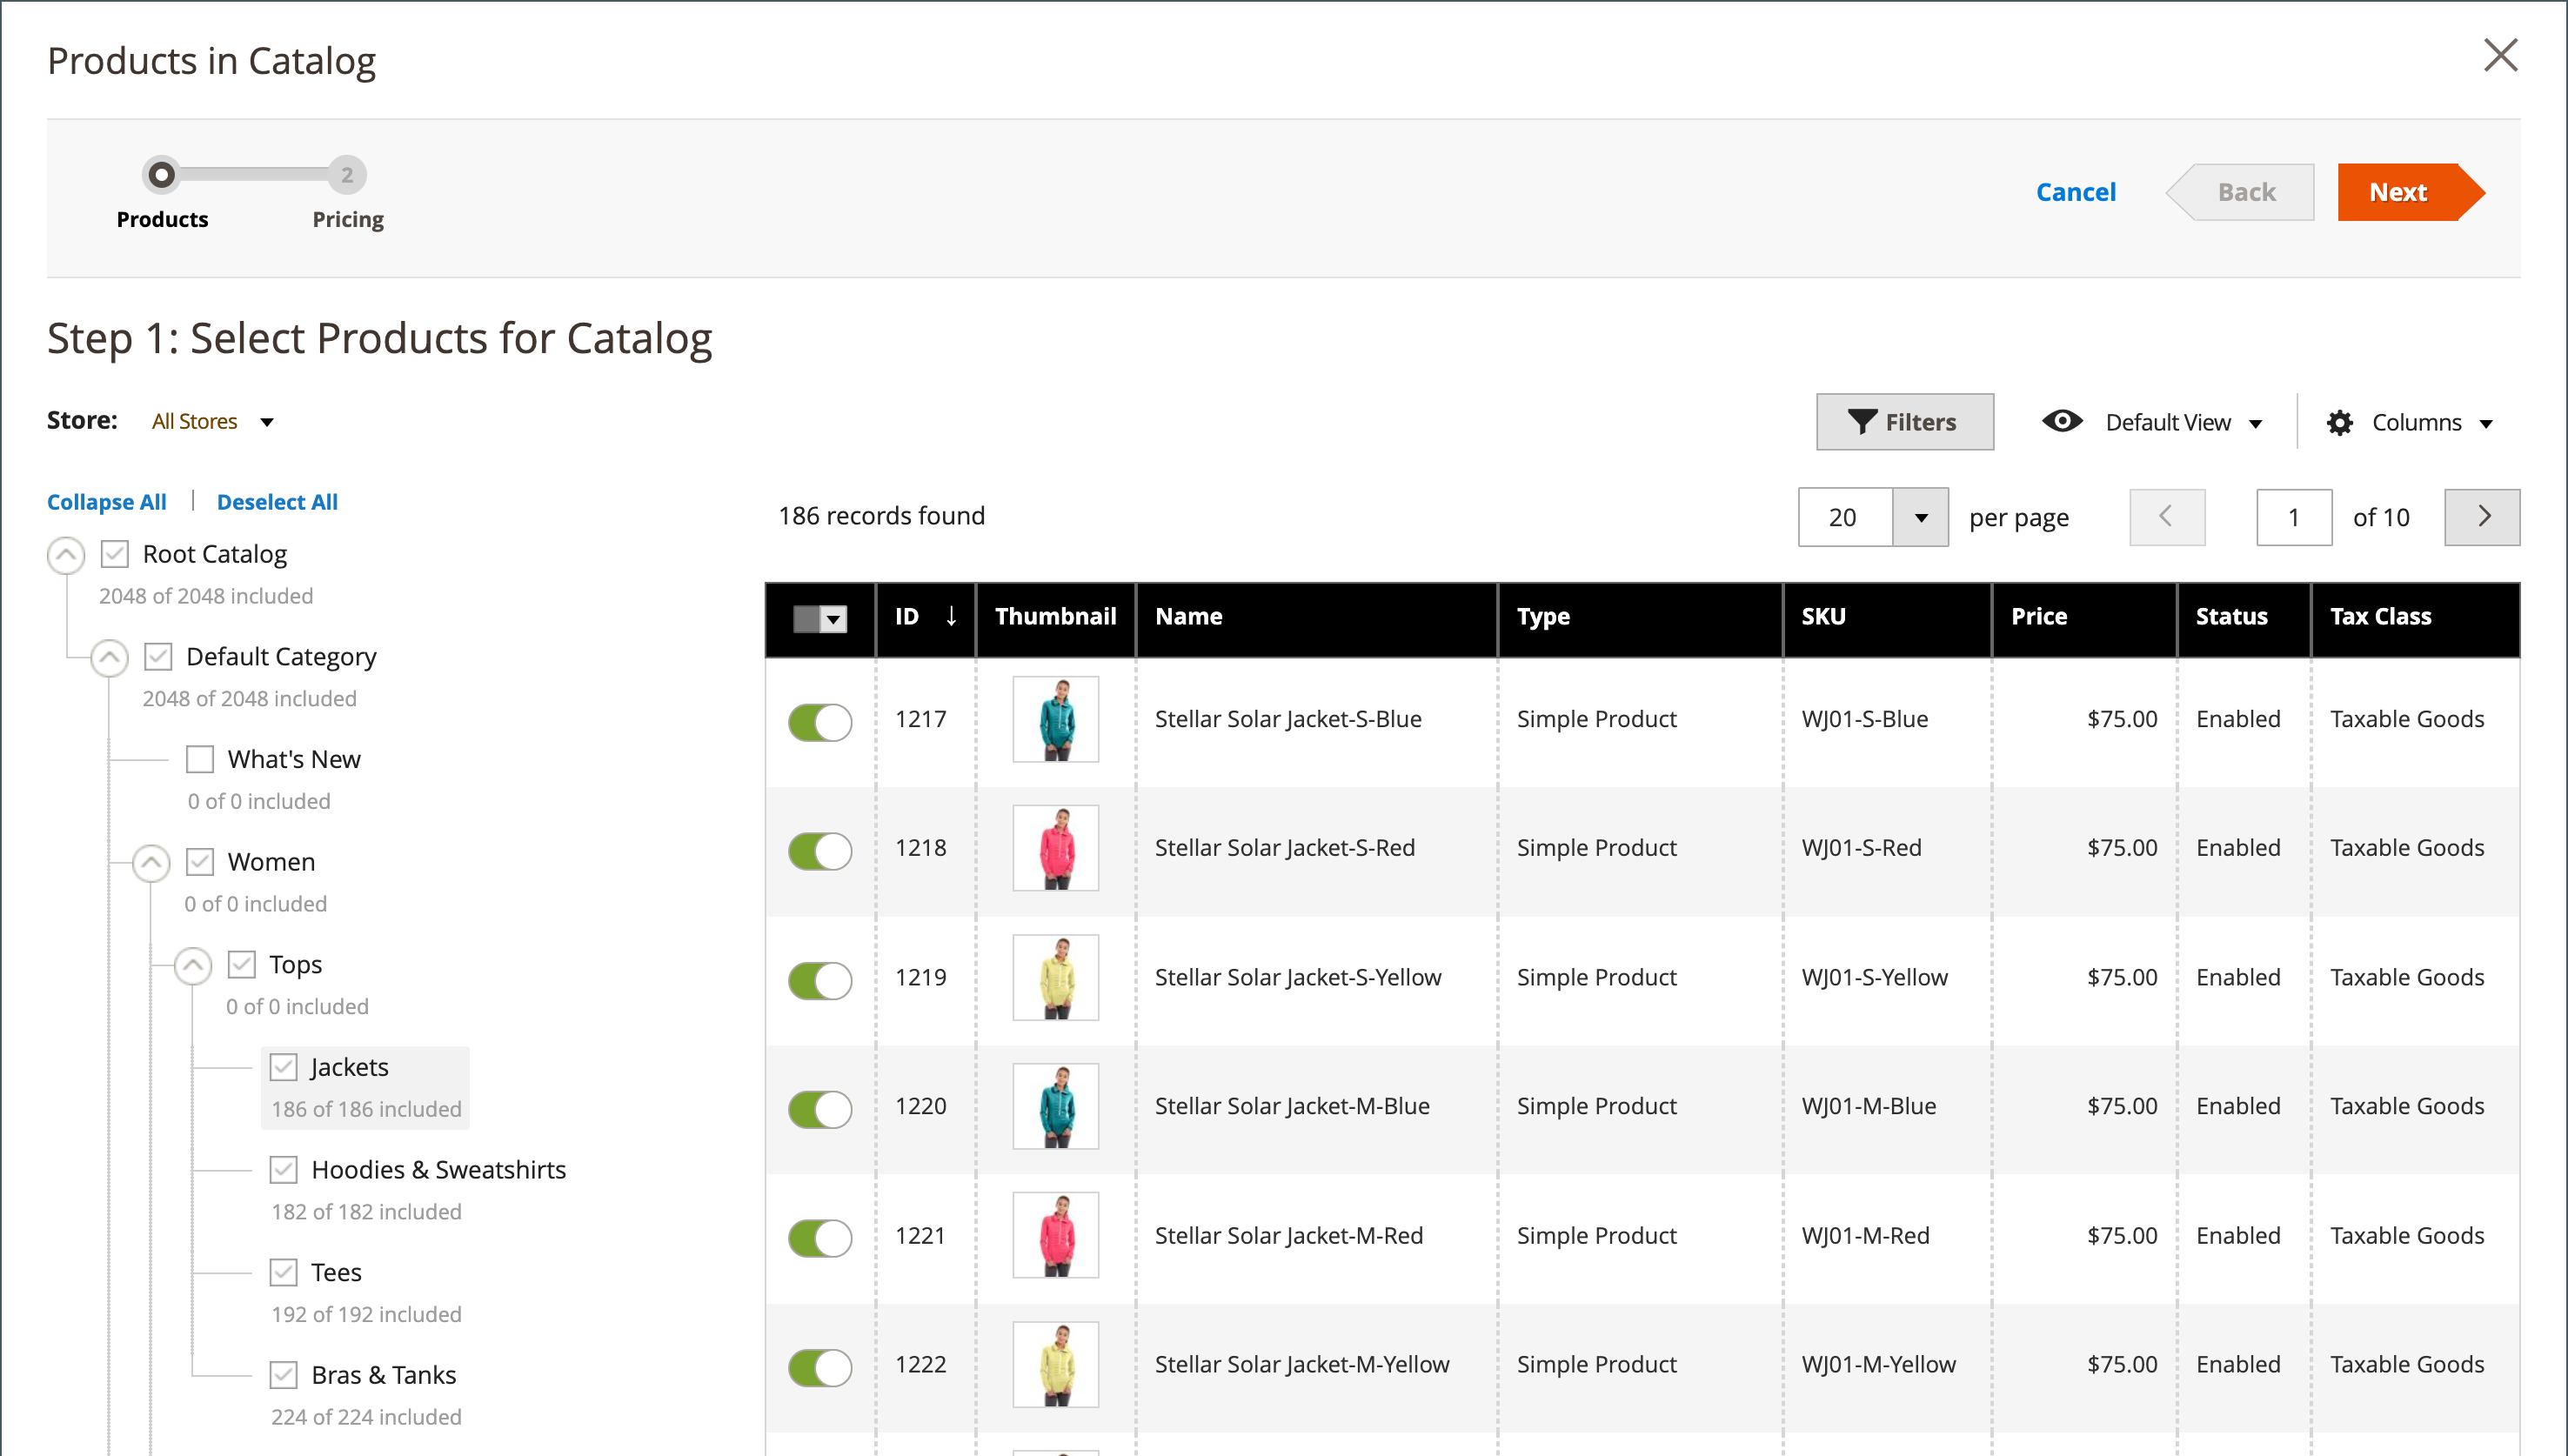 Products in Catalog
2
Products Pricing
Cancel Back Next
Step 1: Select Products for Catalog
Store: All Stores
Filters Default View Columns
Collapse All Deselect All
186 records found 20 per page 1 of 10
Root Catalog
2048 of 2048 included
Default Category
2048 of 2048 included
What's New
0 of 0 included
Women
0 of 0 included
Tops
0 of 0 included
Jackets
186 of 186 included
Hoodies & Sweatshirts
182 of 182 included
Tees
192 of 192 included
Bras & Tanks
224 of 224 included
ID Thumbnail Name Type SKU Price Status Tax Class
1217 Stellar Solar Jacket-S-Blue Simple Product WJ01-S-Blue $75.00 Enabled Taxable Goods
1218 Stellar Solar Jacket-S-Red Simple Product WJ01-S-Red $75.00 Enabled Taxable Goods
1219 Stellar Solar Jacket-S-Yellow Simple Product WJ01-S-Yellow $75.00 Enabled Taxable Goods
1220 Stellar Solar Jacket-M-Blue Simple Product WJ01-M-Blue $75.00 Enabled Taxable Goods
1221 Stellar Solar Jacket-M-Red Simple Product WJ01-M-Red $75.00 Enabled Taxable Goods
1222 Stellar Solar Jacket-M-Yellow Simple Product WJ01-M-Yellow $75.00 Enabled Taxable Goods